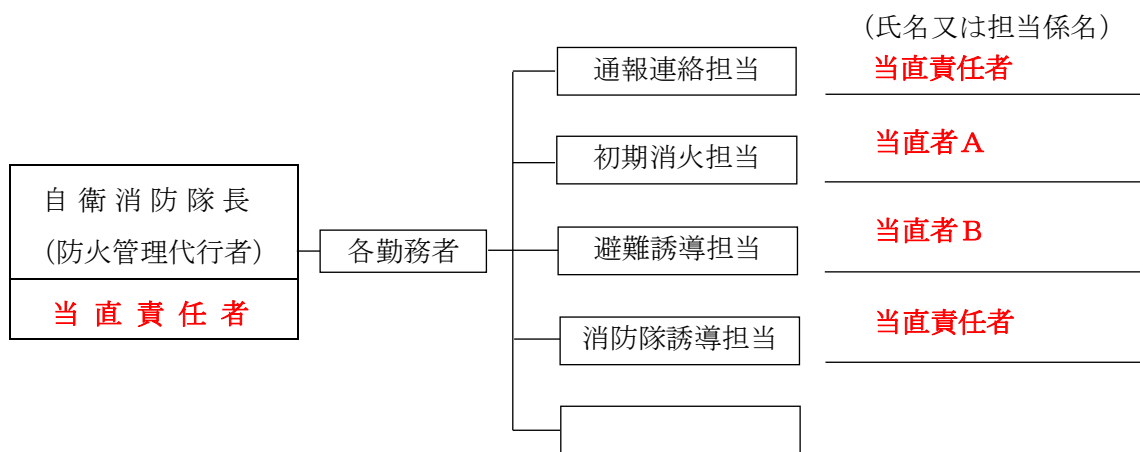 (氏名又は担当係名)
通報連絡担当
当直責任者
初期消火担当
当直者A
自衛消防隊長
(防火管理代行者)
当直責任者
各勤務者
避難誘導担当
当直者B
消防隊誘導担当
当直責任者